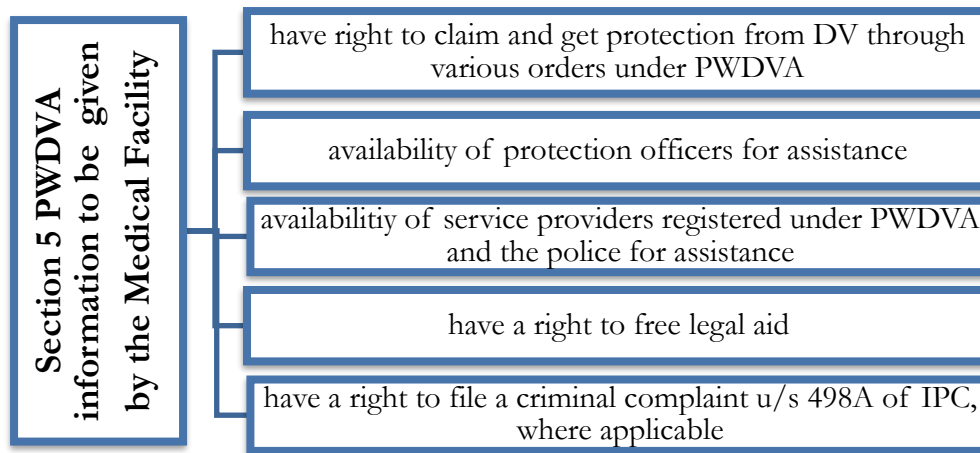 Section 5 PWDVA
information to be given
by the Medical Facility
have right to claim and get protection from DV through
various orders under PWDVA
availability of protection officers for assistance
availabilitiy of service providers registered under PWDVA
and the police for assistance
have a right to free legal aid
have a right to file a criminal complaint u/s 498A of IPC,
where applicable